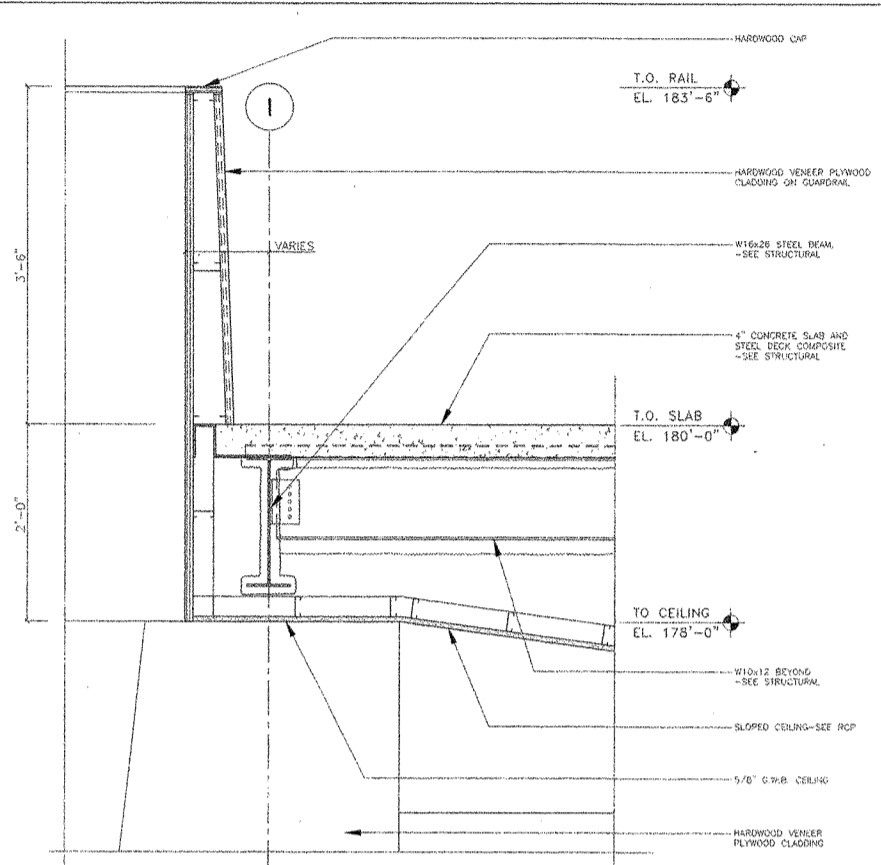 HARDWOOD CAP
T.O. RAIL
EL. 183'-6"
1
HARDWOOD VENEER PLYWOOD
CLADDING ON GUARDRAIL
3'-6"
VARIES
W16x26 STEEL BEAM,
-SEE STRUCTURAL
4" CONCRETE SLAB AND
STEEL DECK COMPOSITE
-SEE STRUCTURAL
T.O. SLAB
EL. 180'-0"
2'-0"
TO CEILING
EL. 178'-0"
W10x12 BEYOND
-SEE STRUCTURAL
SLOPED CEILING-SEE RCP
5/8" G.W.B. CEILING
HARDWOOD VENEER
PLYWOOD CLADDING